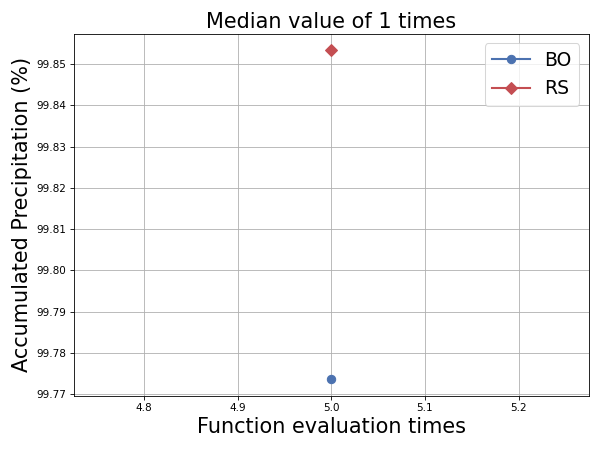 Median value of 1 times
Accumulated Precipitation (%)
99.85
99.84
99.83
99.82
99.81
99.80
99.79
99.78
99.77
BO
RS
4.8
4.9
5.0
5.1
5.2
Function evaluation times